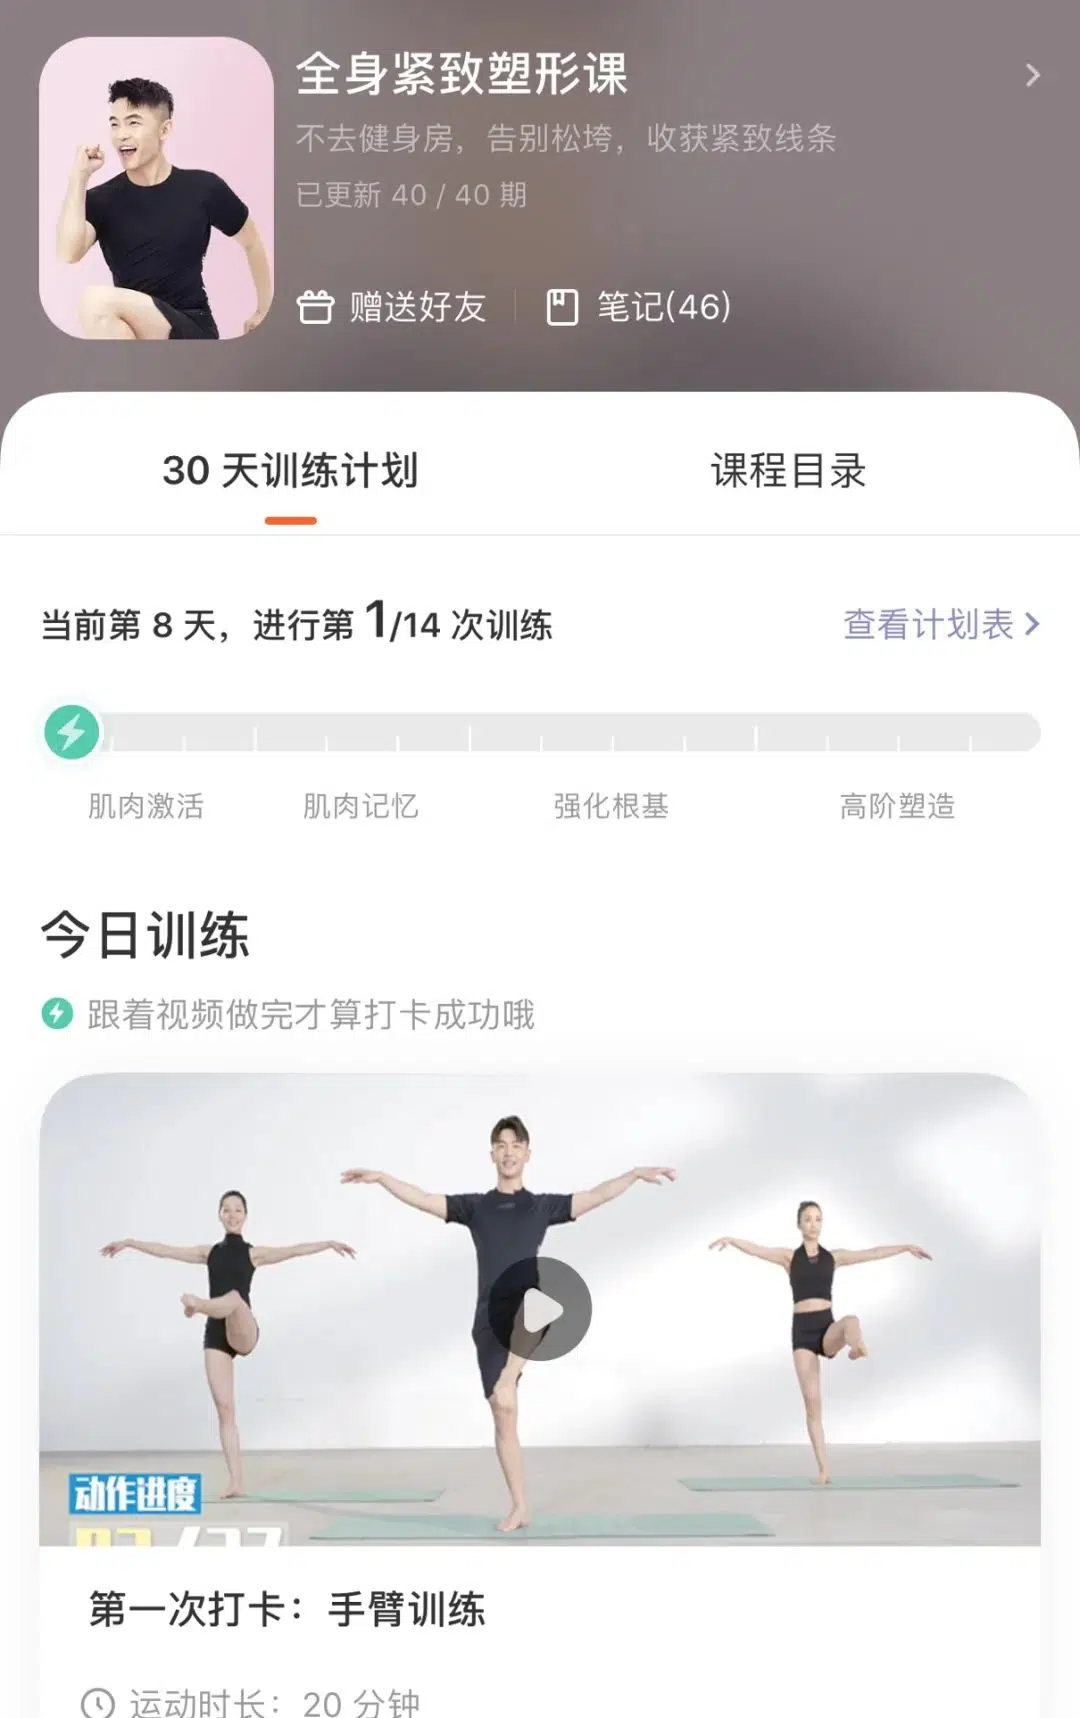 全身紧致塑形课
不去健身房，告别松垮，收获紧致线条
已更新 40 / 40 期
赠送好友
笔记(46)
30 天训练计划
课程目录
当前第 8 天，进行第 1/14 次训练
查看计划表
肌肉激活
肌肉记忆
强化根基
高阶塑造
今日训练
跟着视频做完才算打卡成功哦
动作进度
第一次打卡：手臂训练
运动时长：20 分钟